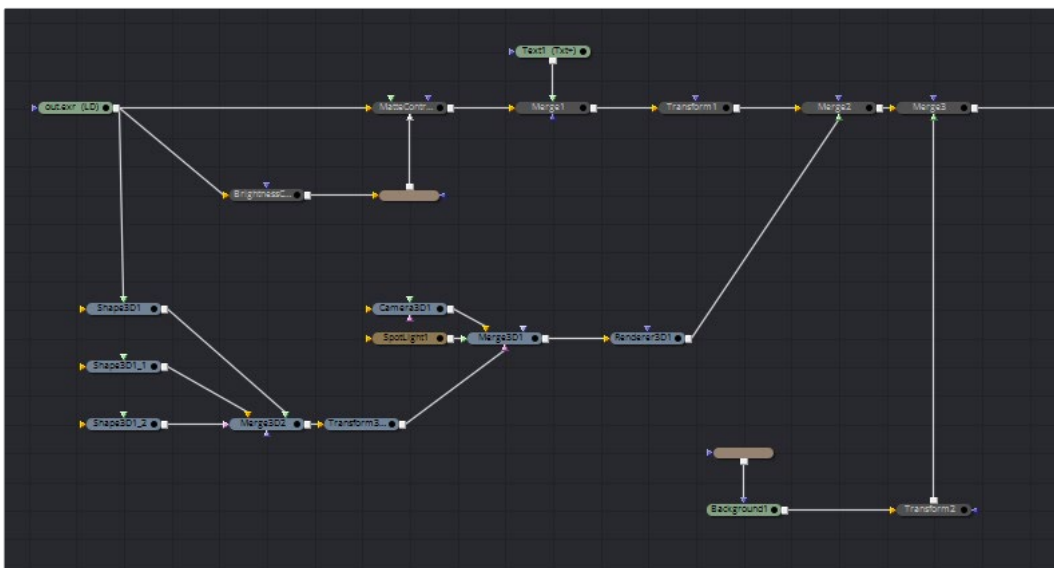 Text1 (Txt+)
out.exr (LD)
MatteContr...
Merge1
Transform1
Merge2
Merge3
BrightnessC...
Shape3D1
Camera3D1
SpotLight1
Merge3D1
Renderer3D1
Shape3D1_1
Shape3D1_2
Merge3D2
Transform3...
Background1
Transform2